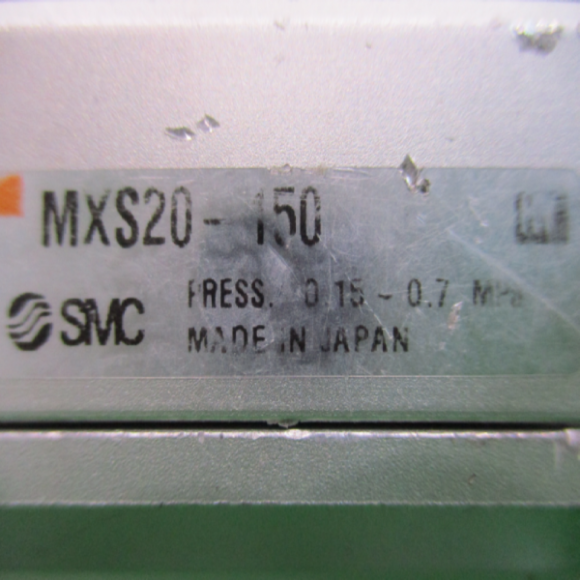 MXS20-150
SMC PRESS. 0.15~0.7 MPa
MADE IN JAPAN